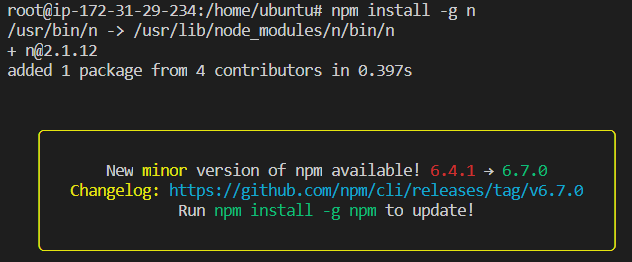 root@ip-172-31-29-234:/home/ubuntu# npm install -g n
/usr/bin/n -> /usr/lib/node_modules/n/bin/n
+ n@2.1.12
added 1 package from 4 contributors in 0.397s
New minor version of npm available! 6.4.1 → 6.7.0
Changelog: https://github.com/npm/cli/releases/tag/v6.7.0
Run npm install -g npm to update!